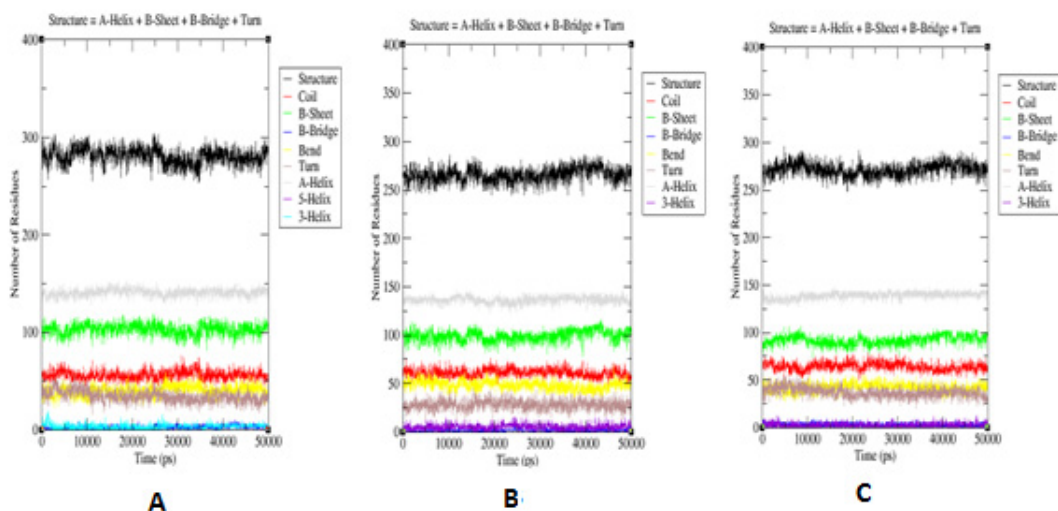 Structure = A-Helix + B-Sheet + B-Bridge + Turn
400
300
200
100
0
Number of Residues
0 10000 20000 30000 40000 50000
Time (ps)
Structure
Coil
B-Sheet
B-Bridge
Bend
Turn
A-Helix
5-Helix
3-Helix
A
Structure = A-Helix + B-Sheet + B-Bridge + Turn
400
350
300
250
200
150
100
50
0
Number of Residues
0 10000 20000 30000 40000 50000
Time (ps)
Structure
Coil
B-Sheet
B-Bridge
Bend
Turn
A-Helix
3-Helix
B
Structure = A-Helix + B-Sheet + B-Bridge + Turn
400
350
300
250
200
150
100
50
0
Number of Residues
0 10000 20000 30000 40000 50000
Time (ps)
Structure
Coil
B-Sheet
B-Bridge
Bend
Turn
A-Helix
3-Helix
C